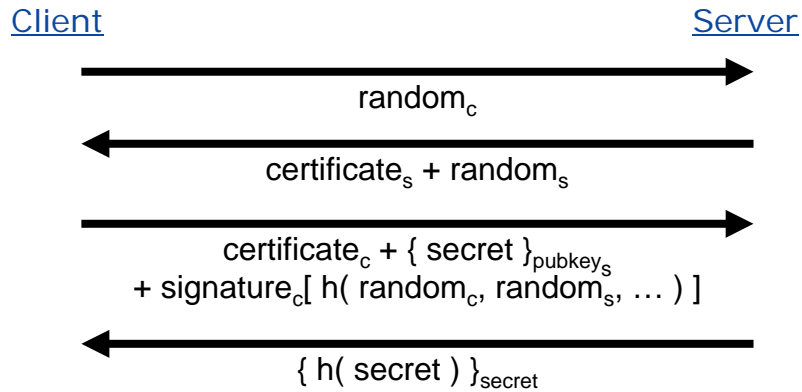 Client Server
random_c
certificate_s + random_s
certificate_c + { secret }_pubkey_s
+ signature_c[ h( random_c, random_s, … ) ]
{ h( secret ) }_secret